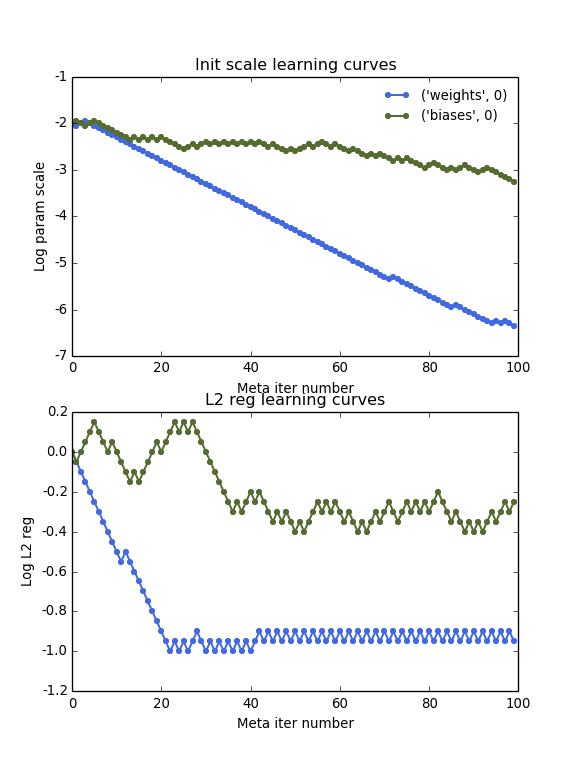 Init scale learning curves
-1
-2
-3
-4
-5
-6
-7
Log param scale
('weights', 0)
('biases', 0)
0 20 40 60 80 100
Meta iter number
L2 reg learning curves
0.2
0.0
-0.2
-0.4
-0.6
-0.8
-1.0
-1.2
Log L2 reg
0 20 40 60 80 100
Meta iter number